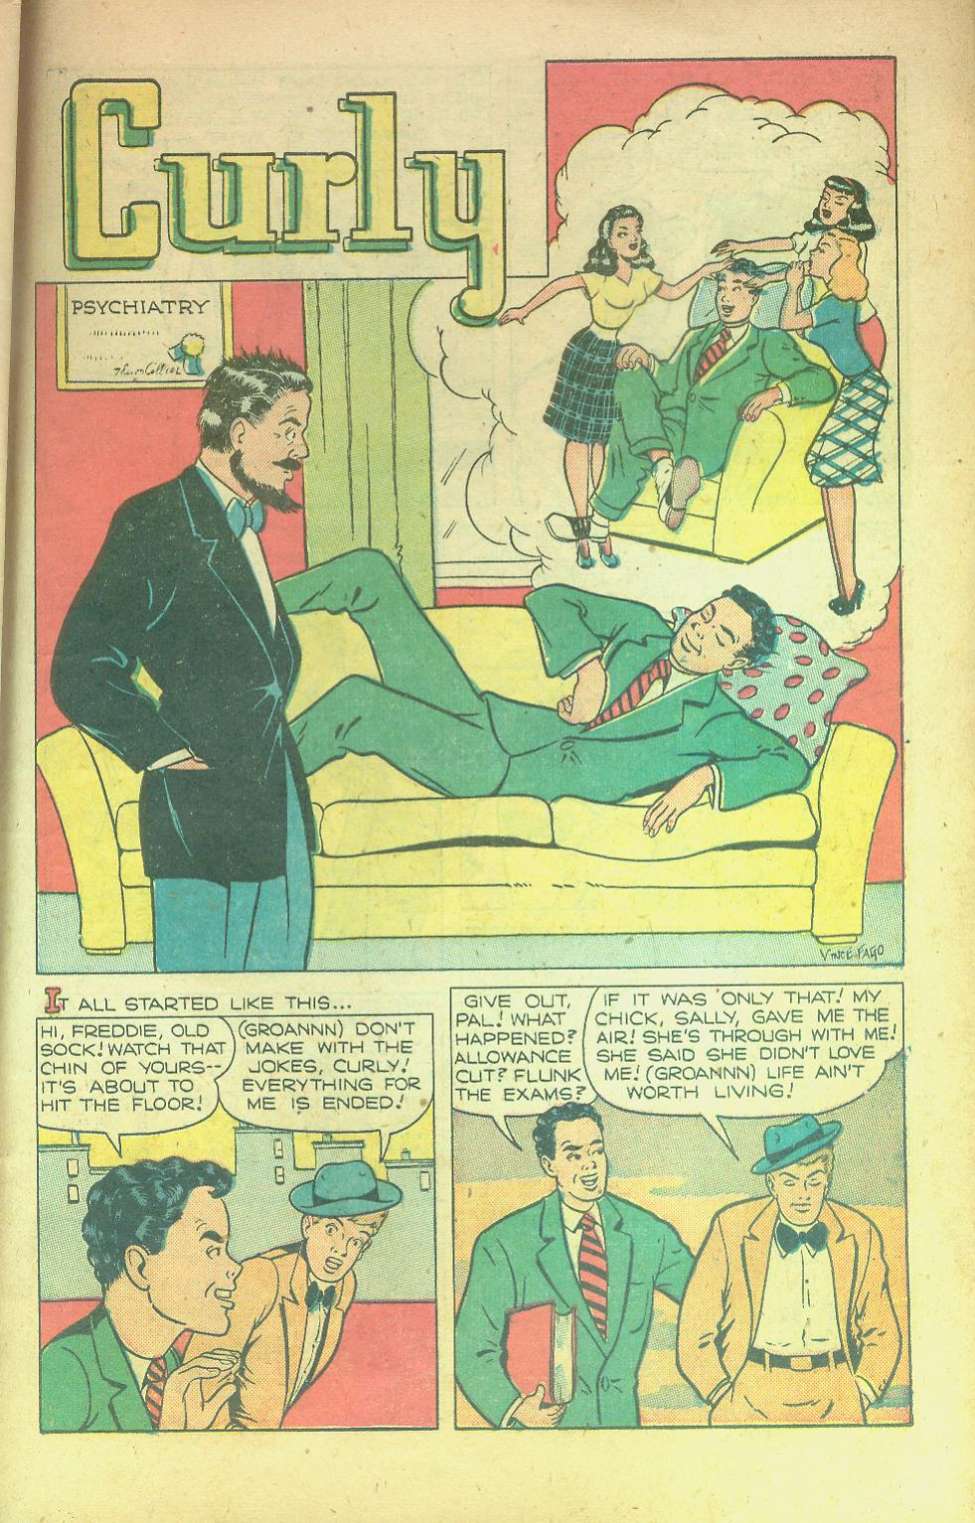 Curly
PSYCHIATRY
VINCE FAGO
IT ALL STARTED LIKE THIS...
HI, FREDDIE, OLD
SOCK! WATCH THAT
CHIN OF YOURS--
IT'S ABOUT TO
HIT THE FLOOR!
(GROANNN) DON'T
MAKE WITH THE
JOKES, CURLY!
EVERYTHING FOR
ME IS ENDED!
GIVE OUT,
PAL! WHAT
HAPPENED?
ALLOWANCE
CUT? FLUNK
THE EXAMS?
IF IT WAS ONLY THAT! MY
CHICK, SALLY, GAVE ME THE
AIR! SHE'S THROUGH WITH ME!
SHE SAID SHE DIDN'T LOVE
ME! (GROANNN) LIFE AIN'T
WORTH LIVING!